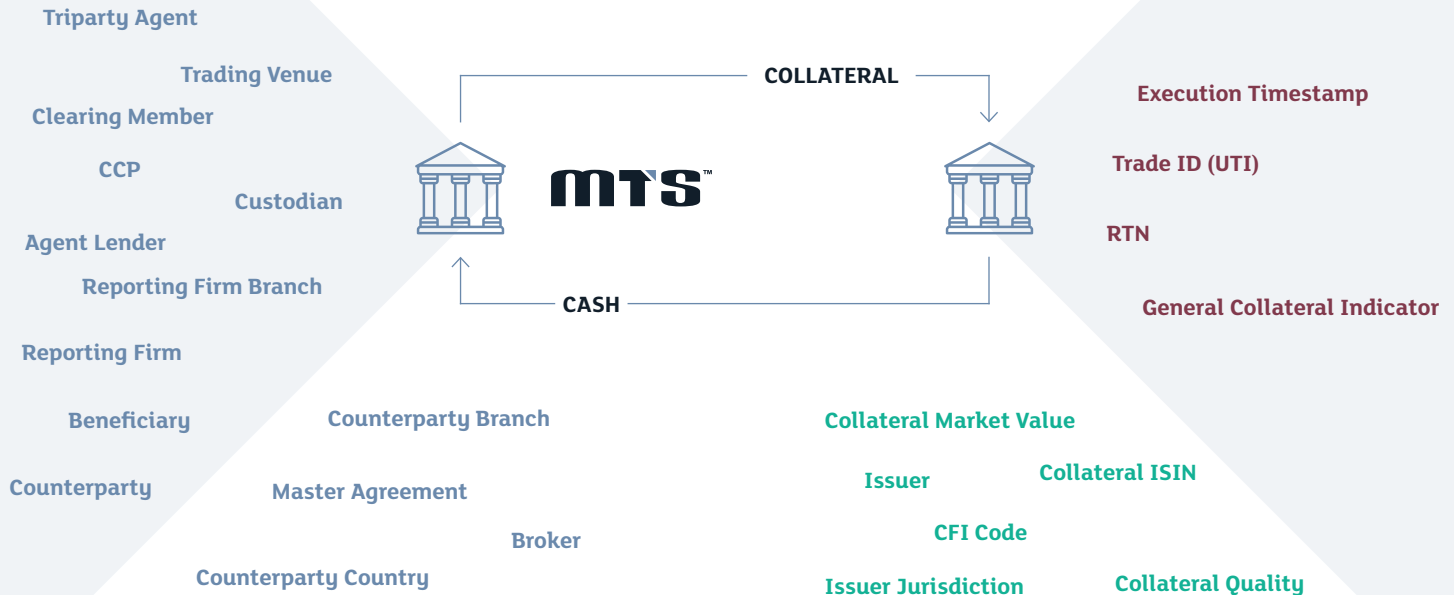 Triparty Agent
Trading Venue
Clearing Member
CCP
Custodian
Agent Lender
Reporting Firm Branch
Reporting Firm
Beneficiary
Counterparty Branch
Counterparty
Master Agreement
Broker
Counterparty Country
COLLATERAL
mts™
CASH
Execution Timestamp
Trade ID (UTI)
RTN
General Collateral Indicator
Collateral Market Value
Collateral ISIN
Issuer
CFI Code
Issuer Jurisdiction
Collateral Quality